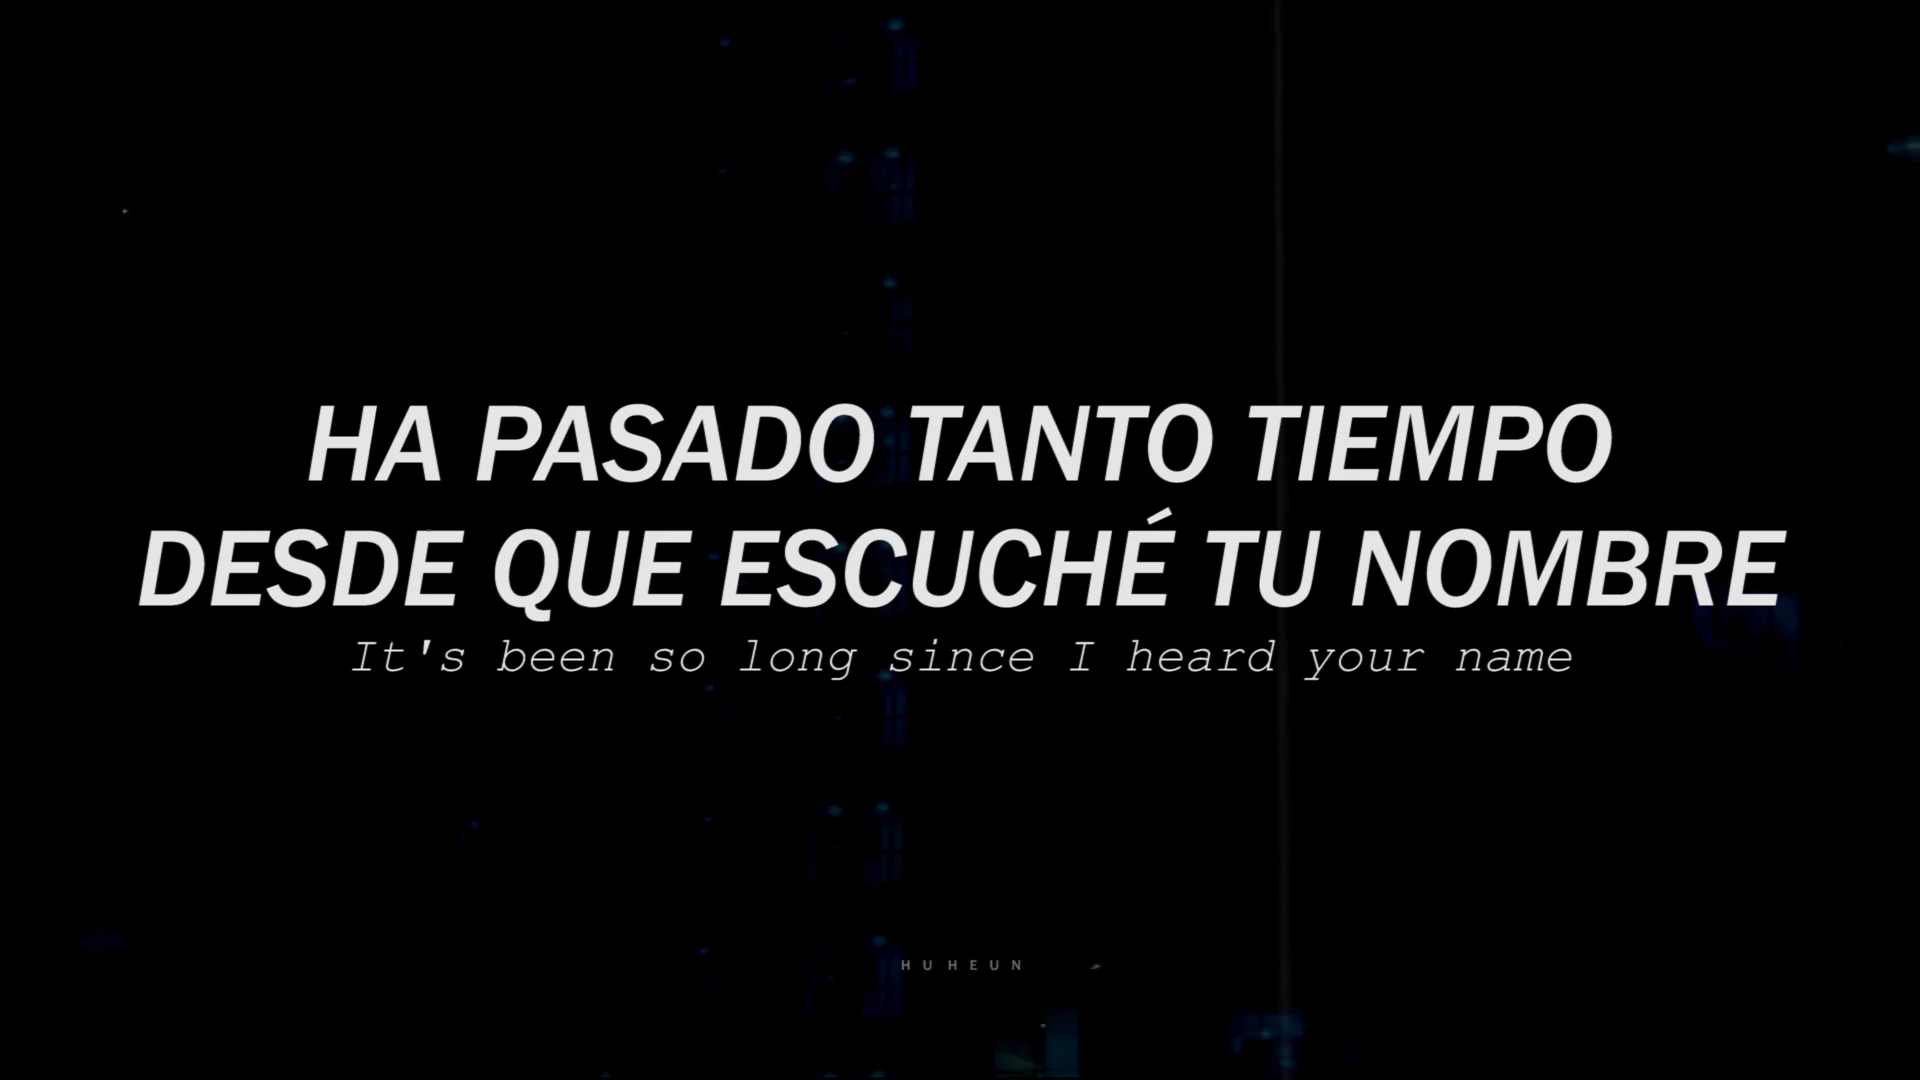 HA PASADO TANTO TIEMPO
DESDE QUE ESCUCHÉ TU NOMBRE
It's been so long since I heard your name
HUHEUN